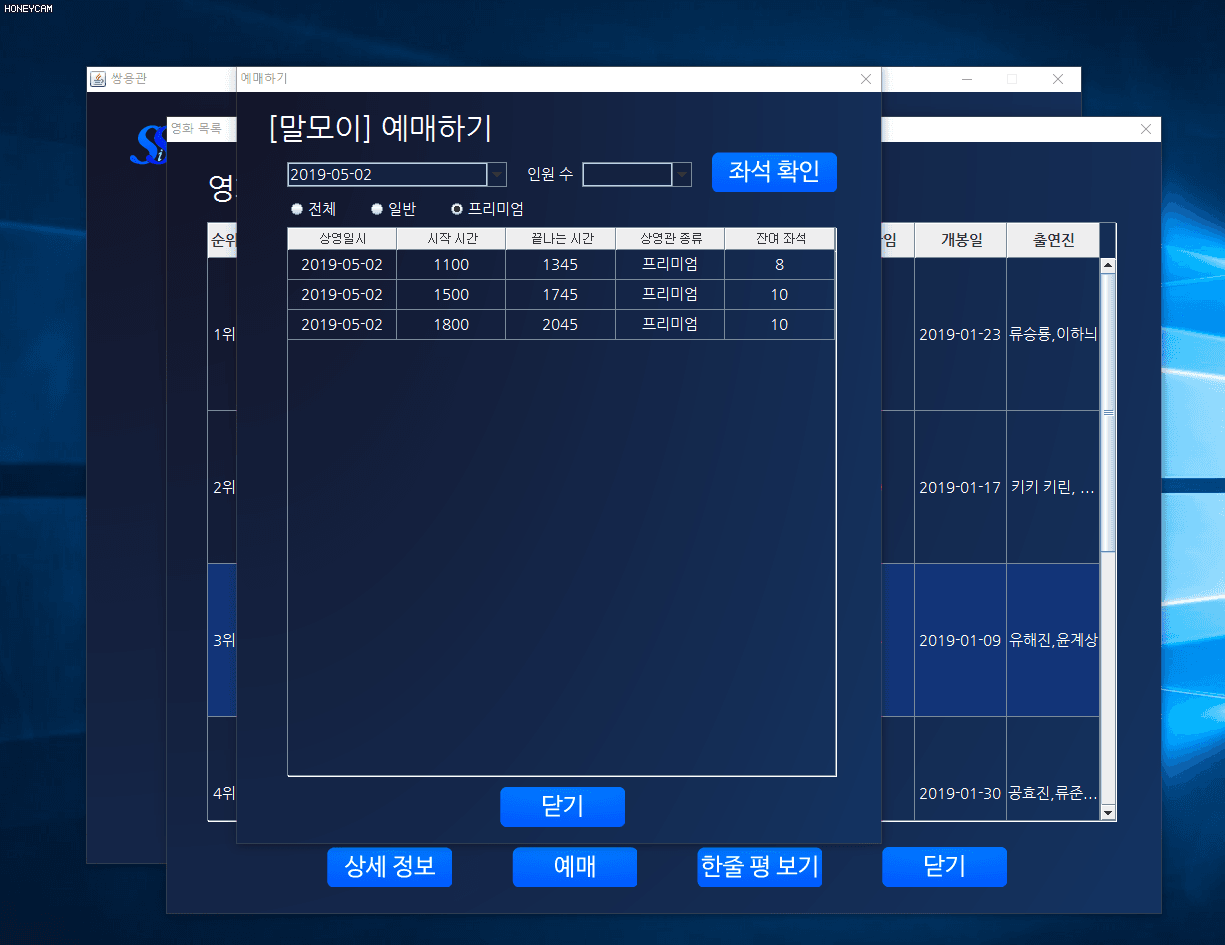 HONEYCAM
쌍용관
예매하기
영화 목록
[말모이] 예매하기
2019-05-02 인원 수 좌석 확인
전체 일반 프리미엄
상영일시 시작 시간 끝나는 시간 상영관 종류 잔여 좌석
2019-05-02 1100 1345 프리미엄 8
2019-05-02 1500 1745 프리미엄 10
2019-05-02 1800 2045 프리미엄 10
닫기
순위 개봉일 출연진
1위 2019-01-23 류승룡,이하늬
2위 2019-01-17 키키 키린, ...
3위 2019-01-09 유해진,윤계상
4위 2019-01-30 공효진,류준...
상세 정보 예매 한줄 평 보기 닫기